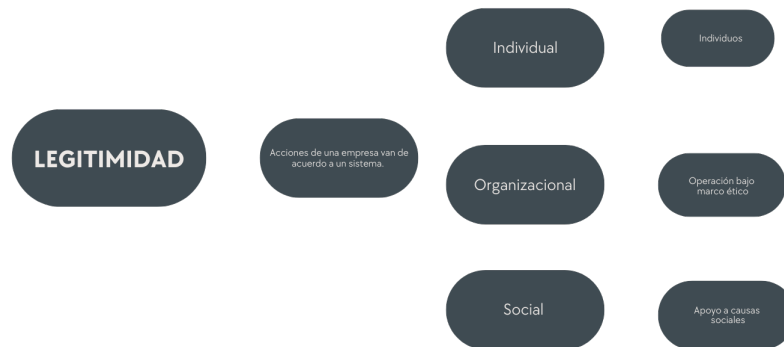 LEGITIMIDAD
Acciones de una empresa van de
acuerdo a un sistema.
Individual
Individuos
Organizacional
Operación bajo
marco ético
Social
Apoyo a causas
sociales